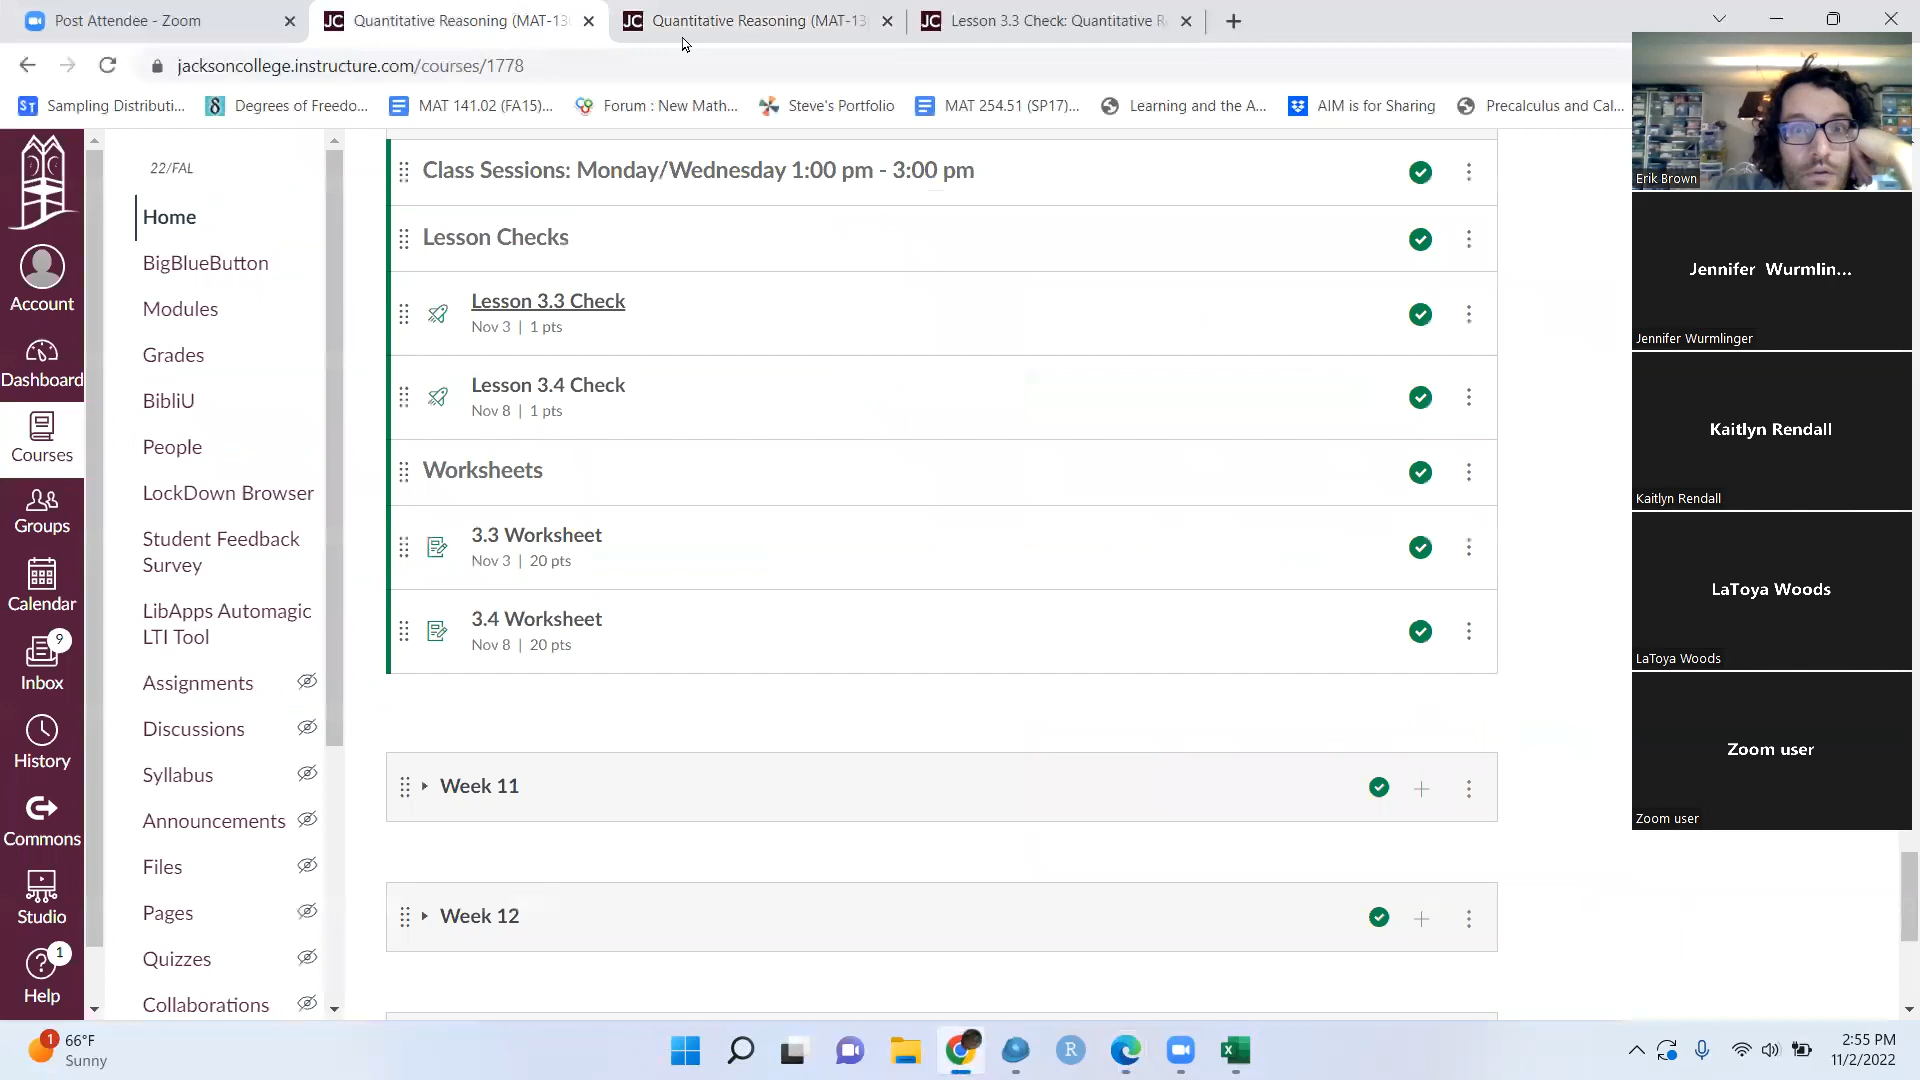 Post Attendee - Zoom
Quantitative Reasoning (MAT-13
Quantitative Reasoning (MAT-13
Lesson 3.3 Check: Quantitative R
jacksoncollege.instructure.com/courses/1778
Sampling Distributi...
Degrees of Freedo...
MAT 141.02 (FA15)...
Forum : New Math...
Steve's Portfolio
MAT 254.51 (SP17)...
Learning and the A...
AIM is for Sharing
Precalculus and Cal...
Account
Dashboard
Courses
Groups
Calendar
9
Inbox
History
Commons
Studio
1
Help
22/FAL
Home
BigBlueButton
Modules
Grades
BibliU
People
LockDown Browser
Student Feedback
Survey
LibApps Automagic
LTI Tool
Assignments
Discussions
Syllabus
Announcements
Files
Pages
Quizzes
Collaborations
Class Sessions: Monday/Wednesday 1:00 pm - 3:00 pm
Lesson Checks
Lesson 3.3 Check
Nov 3 | 1 pts
Lesson 3.4 Check
Nov 8 | 1 pts
Worksheets
3.3 Worksheet
Nov 3 | 20 pts
3.4 Worksheet
Nov 8 | 20 pts
Week 11
Week 12
Erik Brown
Jennifer Wurmlin...
Jennifer Wurmlinger
Kaitlyn Rendall
Kaitlyn Rendall
LaToya Woods
LaToya Woods
Zoom user
Zoom user
1
66°F
Sunny
2:55 PM
11/2/2022